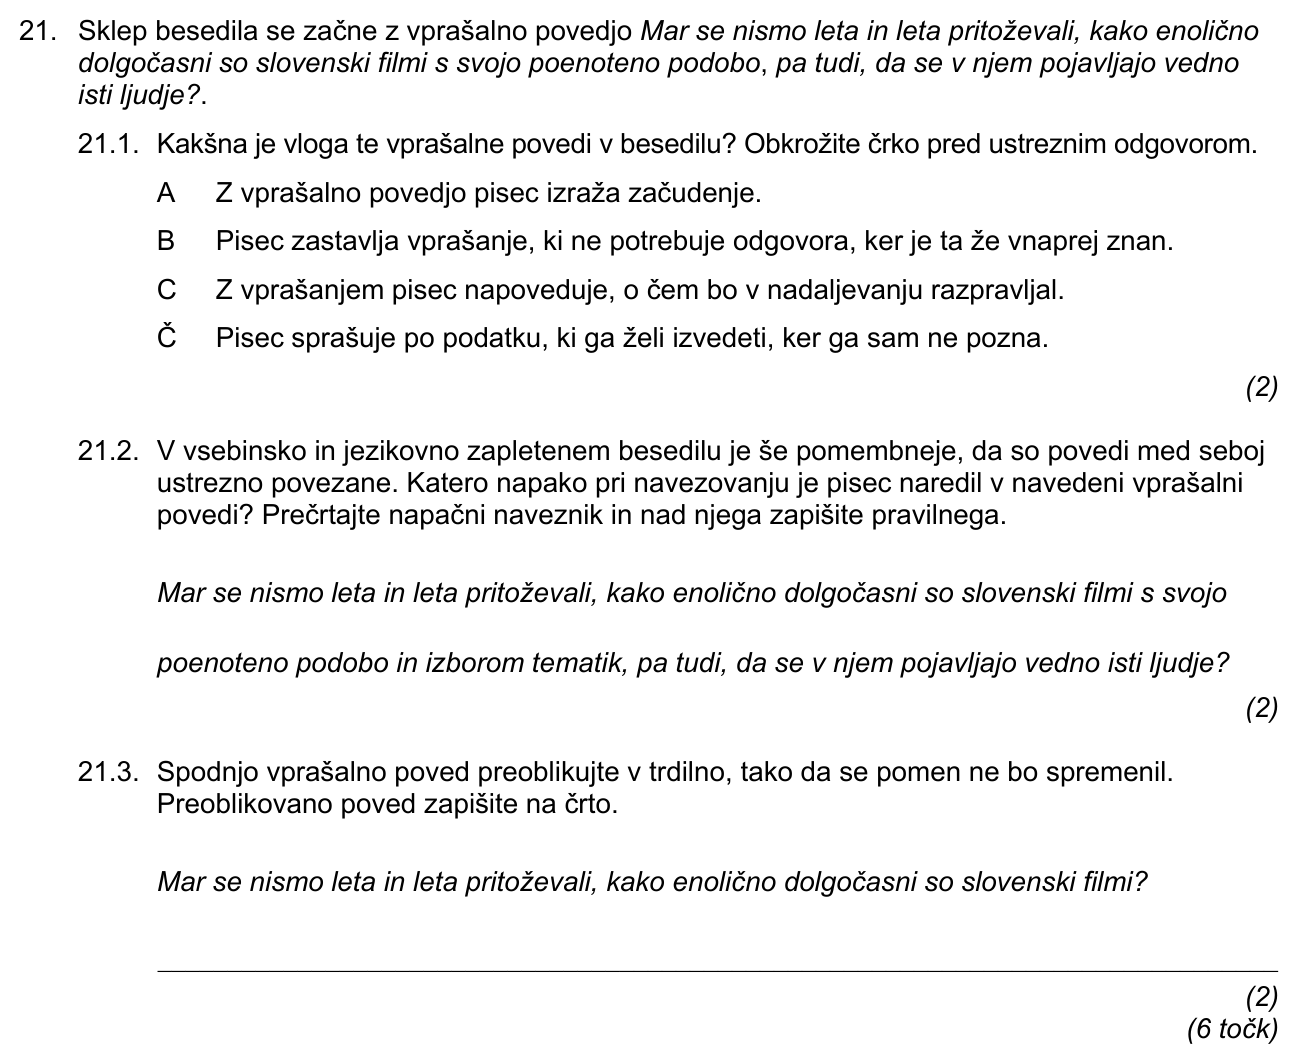 21. Sklep besedila se začne z vprašalno povedjo Mar se nismo leta in leta pritoževali, kako enolično
dolgočasni so slovenski filmi s svojo poenoteno podobo, pa tudi, da se v njem pojavljajo vedno
isti ljudje?.
21.1. Kakšna je vloga te vprašalne povedi v besedilu? Obkrožite črko pred ustreznim odgovorom.
A Z vprašalno povedjo pisec izraža začudenje.
B Pisec zastavlja vprašanje, ki ne potrebuje odgovora, ker je ta že vnaprej znan.
C Z vprašanjem pisec napoveduje, o čem bo v nadaljevanju razpravljal.
Č Pisec sprašuje po podatku, ki ga želi izvedeti, ker ga sam ne pozna.
(2)
21.2. V vsebinsko in jezikovno zapletenem besedilu je še pomembneje, da so povedi med seboj
ustrezno povezane. Katero napako pri navezovanju je pisec naredil v navedeni vprašalni
povedi? Prečrtajte napačni naveznik in nad njega zapišite pravilnega.
Mar se nismo leta in leta pritoževali, kako enolično dolgočasni so slovenski filmi s svojo
poenoteno podobo in izborom tematik, pa tudi, da se v njem pojavljajo vedno isti ljudje?
(2)
21.3. Spodnjo vprašalno poved preoblikujte v trdilno, tako da se pomen ne bo spremenil.
Preoblikovano poved zapišite na črto.
Mar se nismo leta in leta pritoževali, kako enolično dolgočasni so slovenski filmi?
(2)
(6 točk)